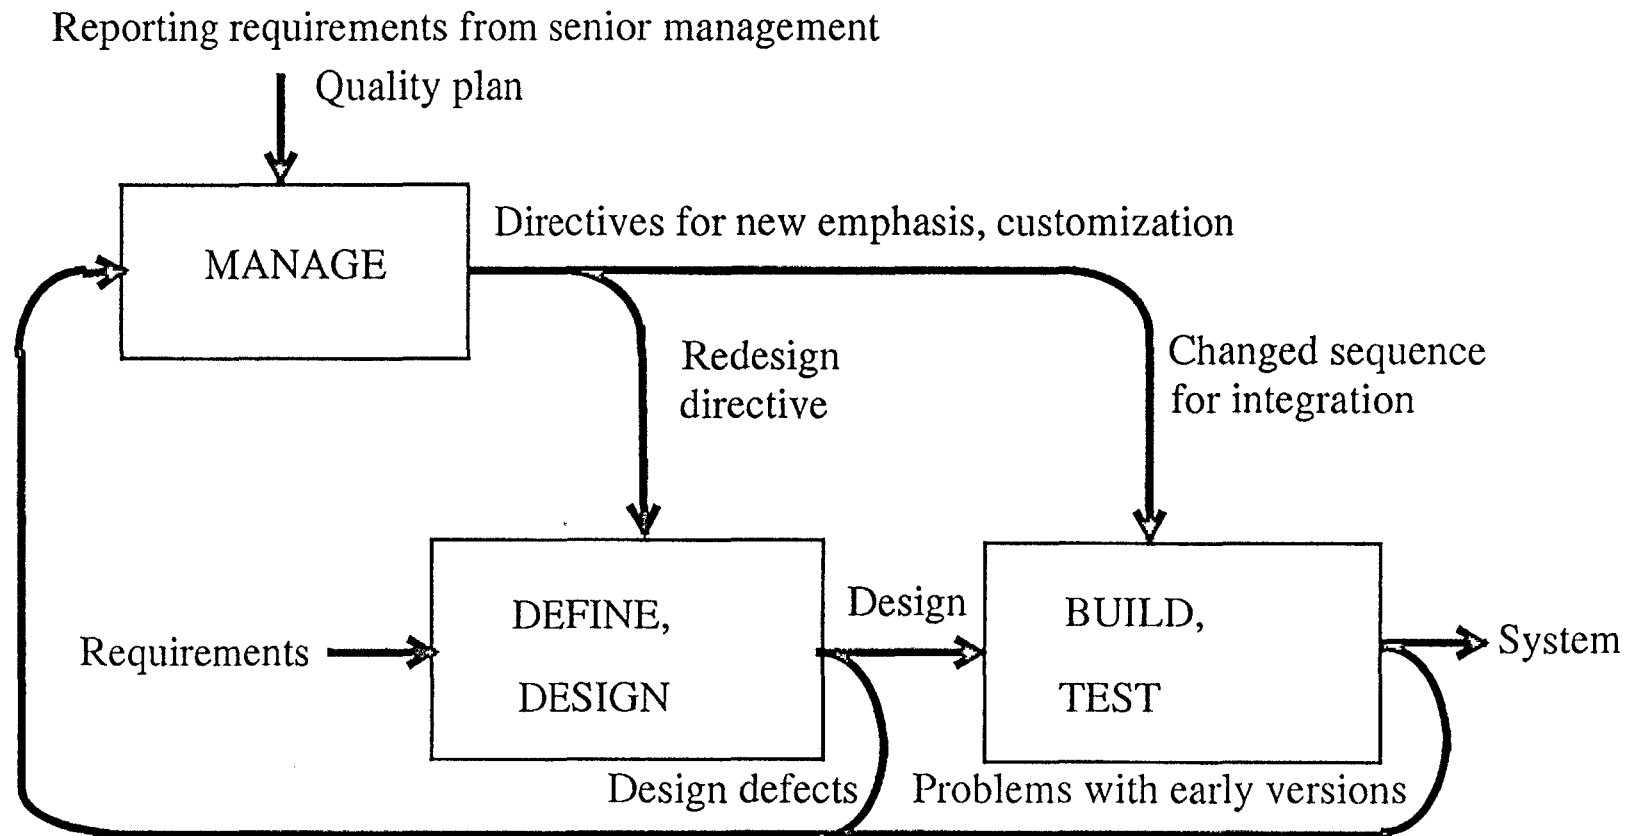 Reporting requirements from senior management
Quality plan
MANAGE
Directives for new emphasis, customization
Redesign
directive
Changed sequence
for integration
Requirements
DEFINE,
DESIGN
Design
BUILD,
TEST
System
Design defects
Problems with early versions